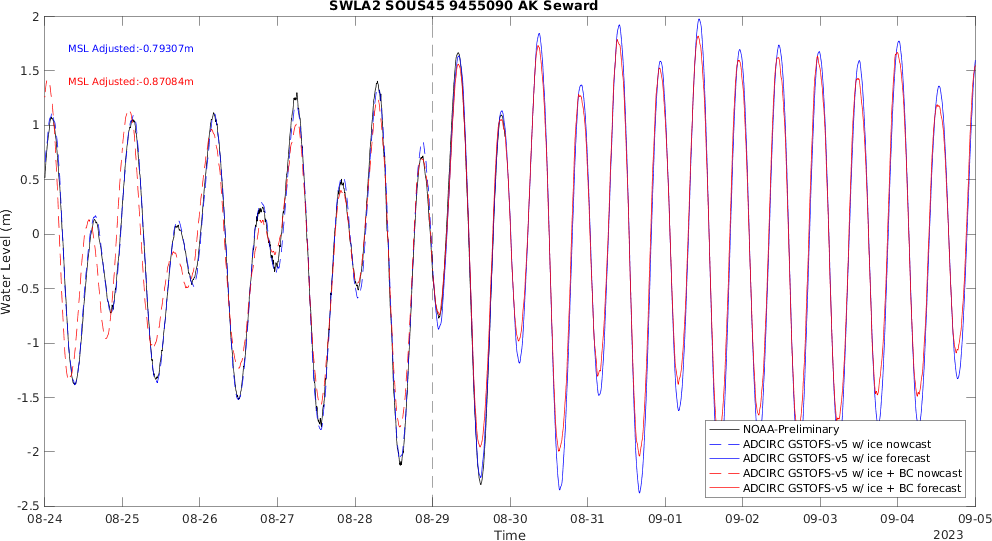 SWLA2 SOUS45 9455090 AK Seward
MSL Adjusted:-0.79307m
MSL Adjusted:-0.87084m
Water Level (m)
2
1.5
1
0.5
0
-0.5
-1
-1.5
-2
-2.5
NOAA-Preliminary
ADCIRC GSTOFS-v5 w/ ice nowcast
ADCIRC GSTOFS-v5 w/ ice forecast
ADCIRC GSTOFS-v5 w/ ice + BC nowcast
ADCIRC GSTOFS-v5 w/ ice + BC forecast
08-24 08-25 08-26 08-27 08-28 08-29 08-30 08-31 09-01 09-02 09-03 09-04 09-05
Time
2023